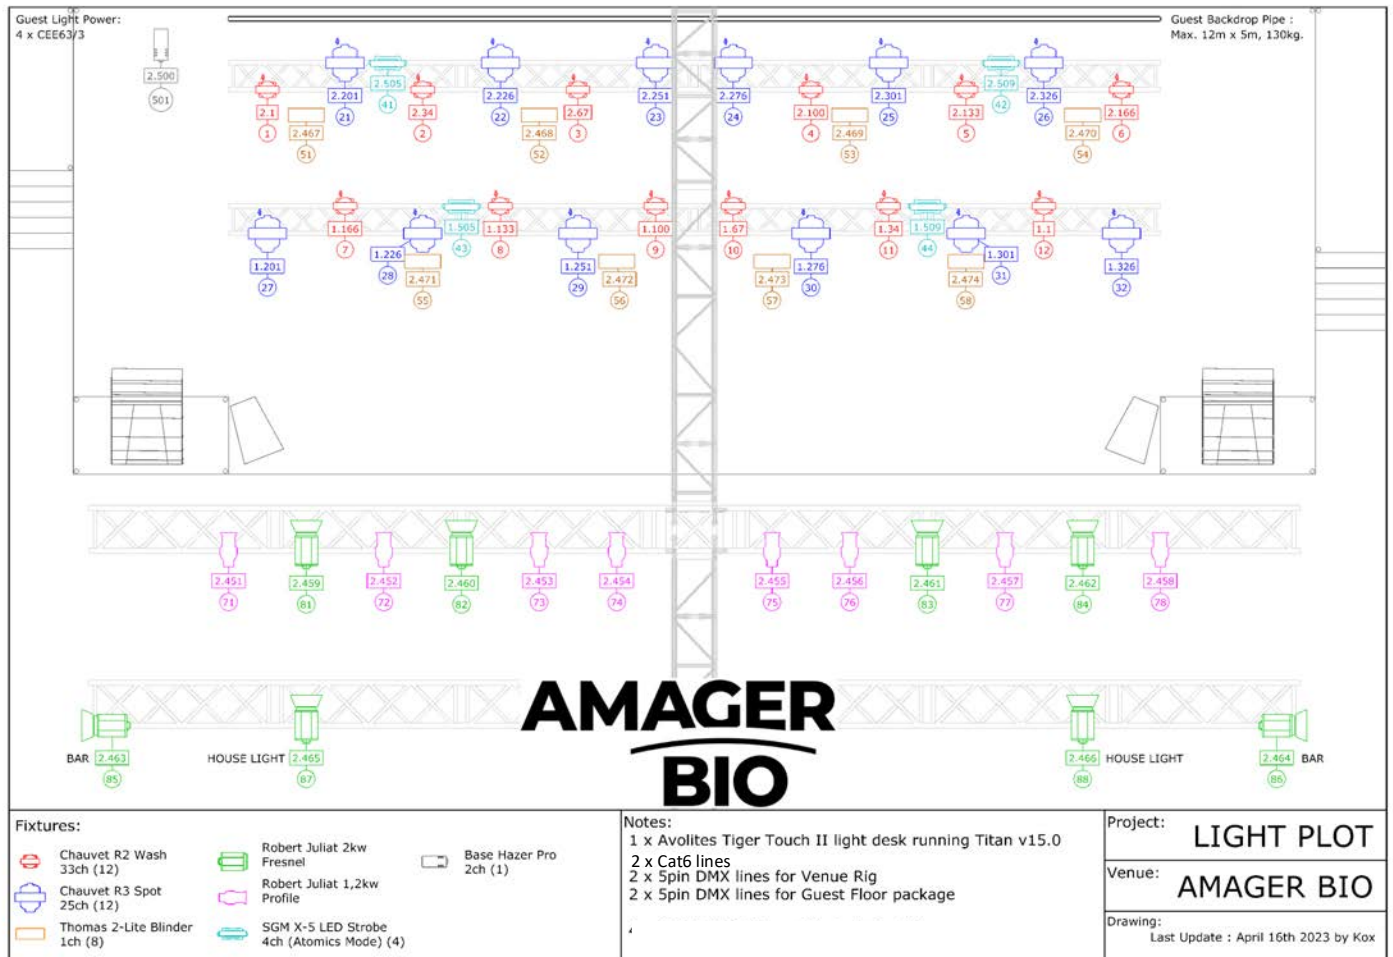 Guest Light Power:
4 x CEE63/3
Guest Backdrop Pipe :
Max. 12m x 5m, 130kg.
2.500
501
2.201
21
2.505
41
2.226
22
2.251
23
2.276
24
2.301
25
2.509
42
2.326
26
2.1
1
2.34
2
2.67
3
2.100
4
2.133
5
2.166
6
2.467
51
2.468
52
2.469
53
2.470
54
1.166
7
1.505
43
1.133
8
1.100
9
1.67
10
1.34
11
1.509
44
1.1
12
1.201
27
1.226
28
1.251
29
1.276
30
1.301
31
1.326
32
2.471
55
2.472
56
2.473
57
2.474
58
2.451
71
2.459
81
2.452
72
2.460
82
2.453
73
2.454
74
2.455
75
2.456
76
2.461
83
2.457
77
2.462
84
2.458
78
AMAGER
BIO
BAR 2.463
85
HOUSE LIGHT 2.465
87
2.466 HOUSE LIGHT
88
2.464 BAR
86
Fixtures:
Chauvet R2 Wash
33ch (12)
Chauvet R3 Spot
25ch (12)
Thomas 2-Lite Blinder
1ch (8)
Robert Juliat 2kw
Fresnel
Robert Juliat 1,2kw
Profile
SGM X-5 LED Strobe
4ch (Atomics Mode) (4)
Base Hazer Pro
2ch (1)
Notes:
1 x Avolites Tiger Touch II light desk running Titan v15.0
2 x Cat6 lines
2 x 5pin DMX lines for Venue Rig
2 x 5pin DMX lines for Guest Floor package
Project:
LIGHT PLOT
Venue:
AMAGER BIO
Drawing:
Last Update : April 16th 2023 by Kox